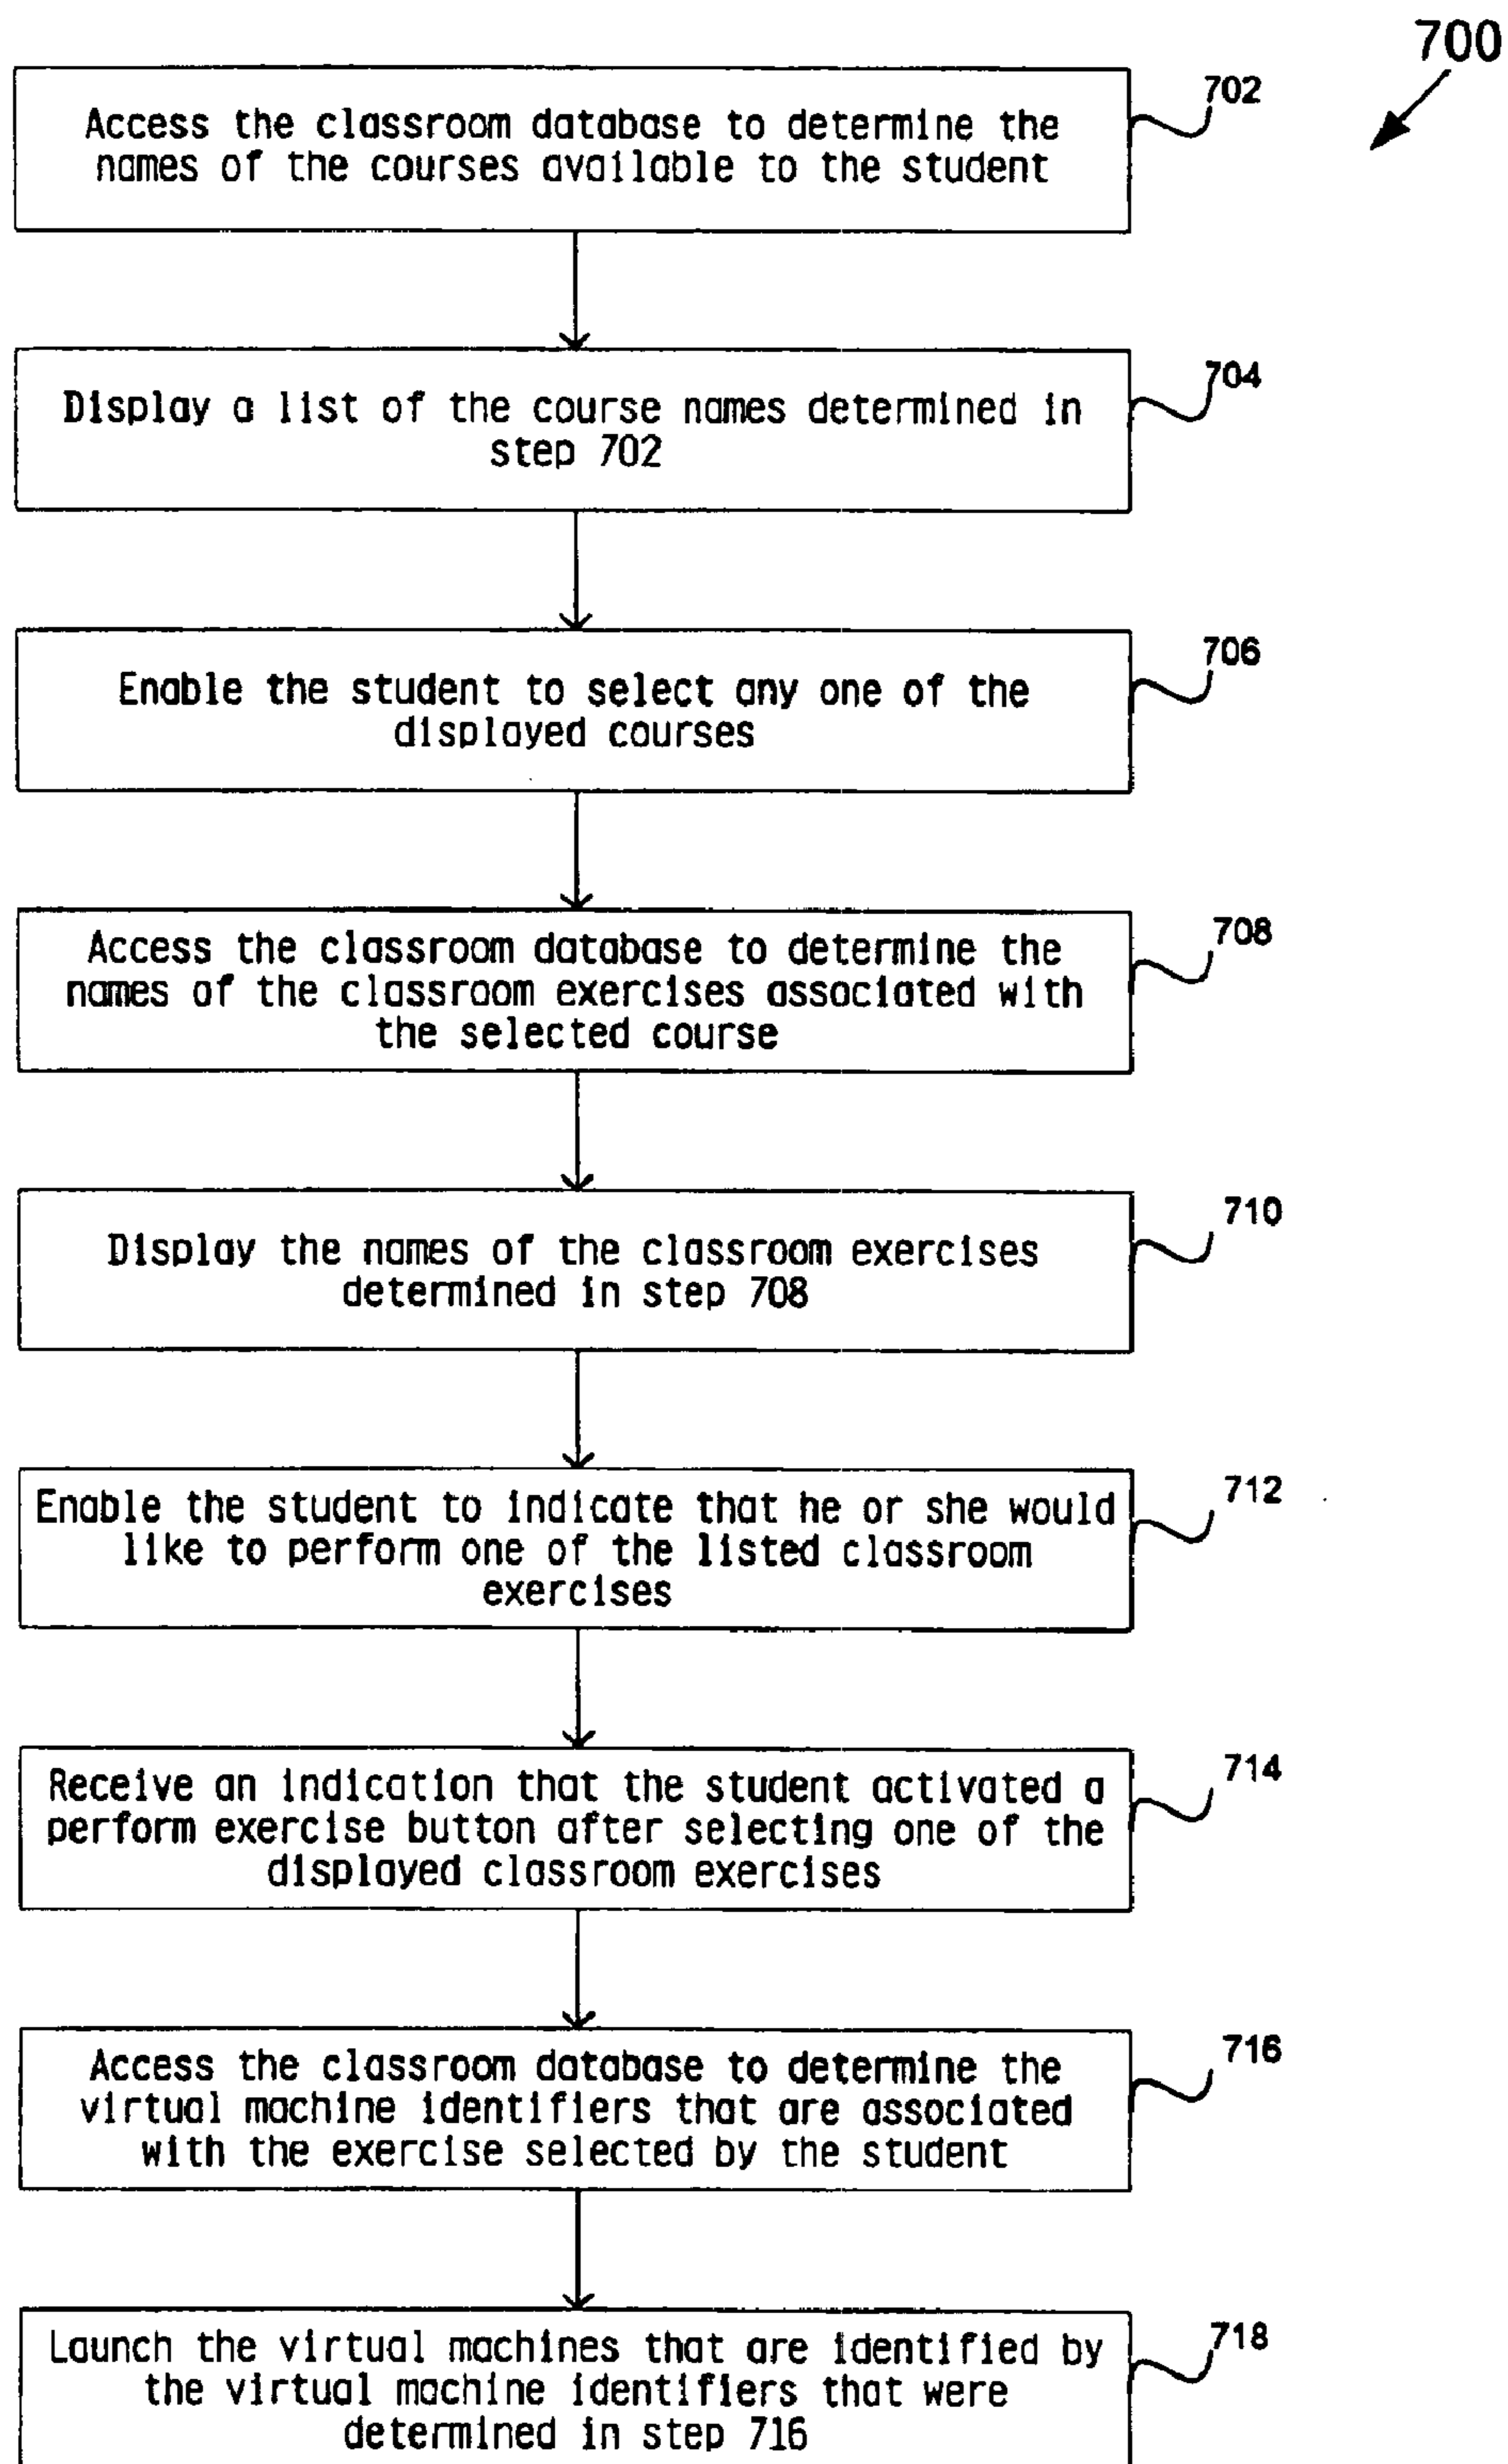 700
702
Access the classroom database to determine the
names of the courses available to the student
704
Display a list of the course names determined in
step 702
706
Enable the student to select any one of the
displayed courses
708
Access the classroom database to determine the
names of the classroom exercises associated with
the selected course
710
Display the names of the classroom exercises
determined in step 708
712
Enable the student to indicate that he or she would
like to perform one of the listed classroom
exercises
714
Receive an indication that the student activated a
perform exercise button after selecting one of the
displayed classroom exercises
716
Access the classroom database to determine the
virtual machine identifiers that are associated
with the exercise selected by the student
718
Launch the virtual machines that are identified by
the virtual machine identifiers that were
determined in step 716